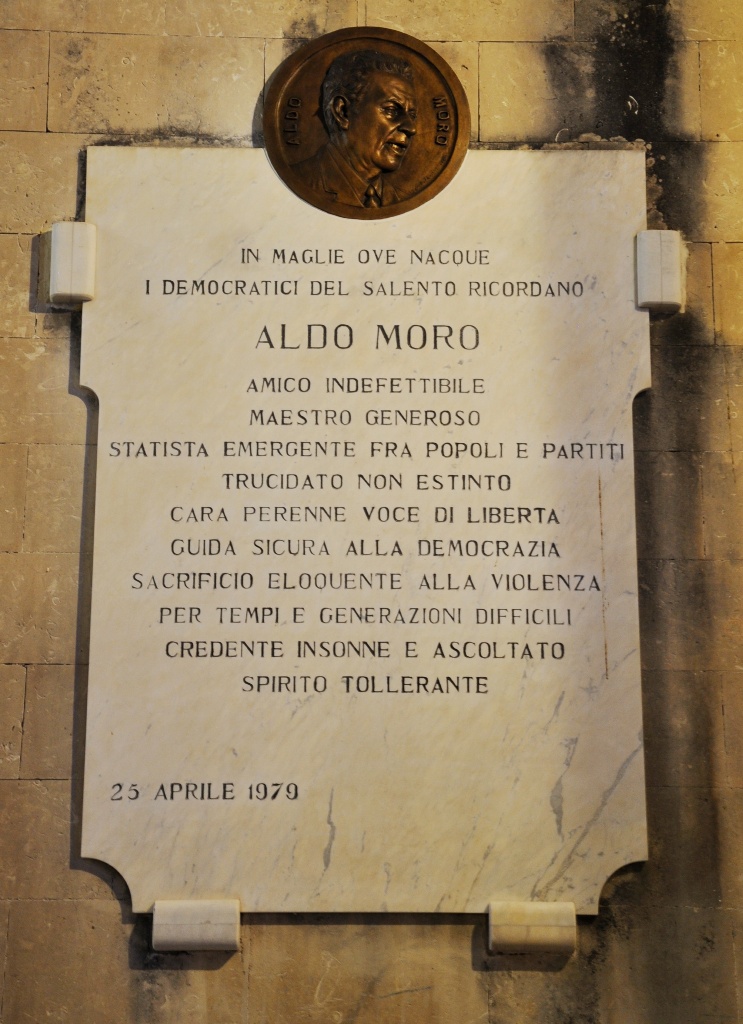 ALDO MORO
IN MAGLIE OVE NACQUE
I DEMOCRATICI DEL SALENTO RICORDANO
ALDO MORO
AMICO INDEFETTIBILE
MAESTRO GENEROSO
STATISTA EMERGENTE FRA POPOLI E PARTITI
TRUCIDATO NON ESTINTO
CARA PERENNE VOCE DI LIBERTA
GUIDA SICURA ALLA DEMOCRAZIA
SACRIFICIO ELOQUENTE ALLA VIOLENZA
PER TEMPI E GENERAZIONI DIFFICILI
CREDENTE INSONNE E ASCOLTATO
SPIRITO TOLLERANTE
25 APRILE 1979